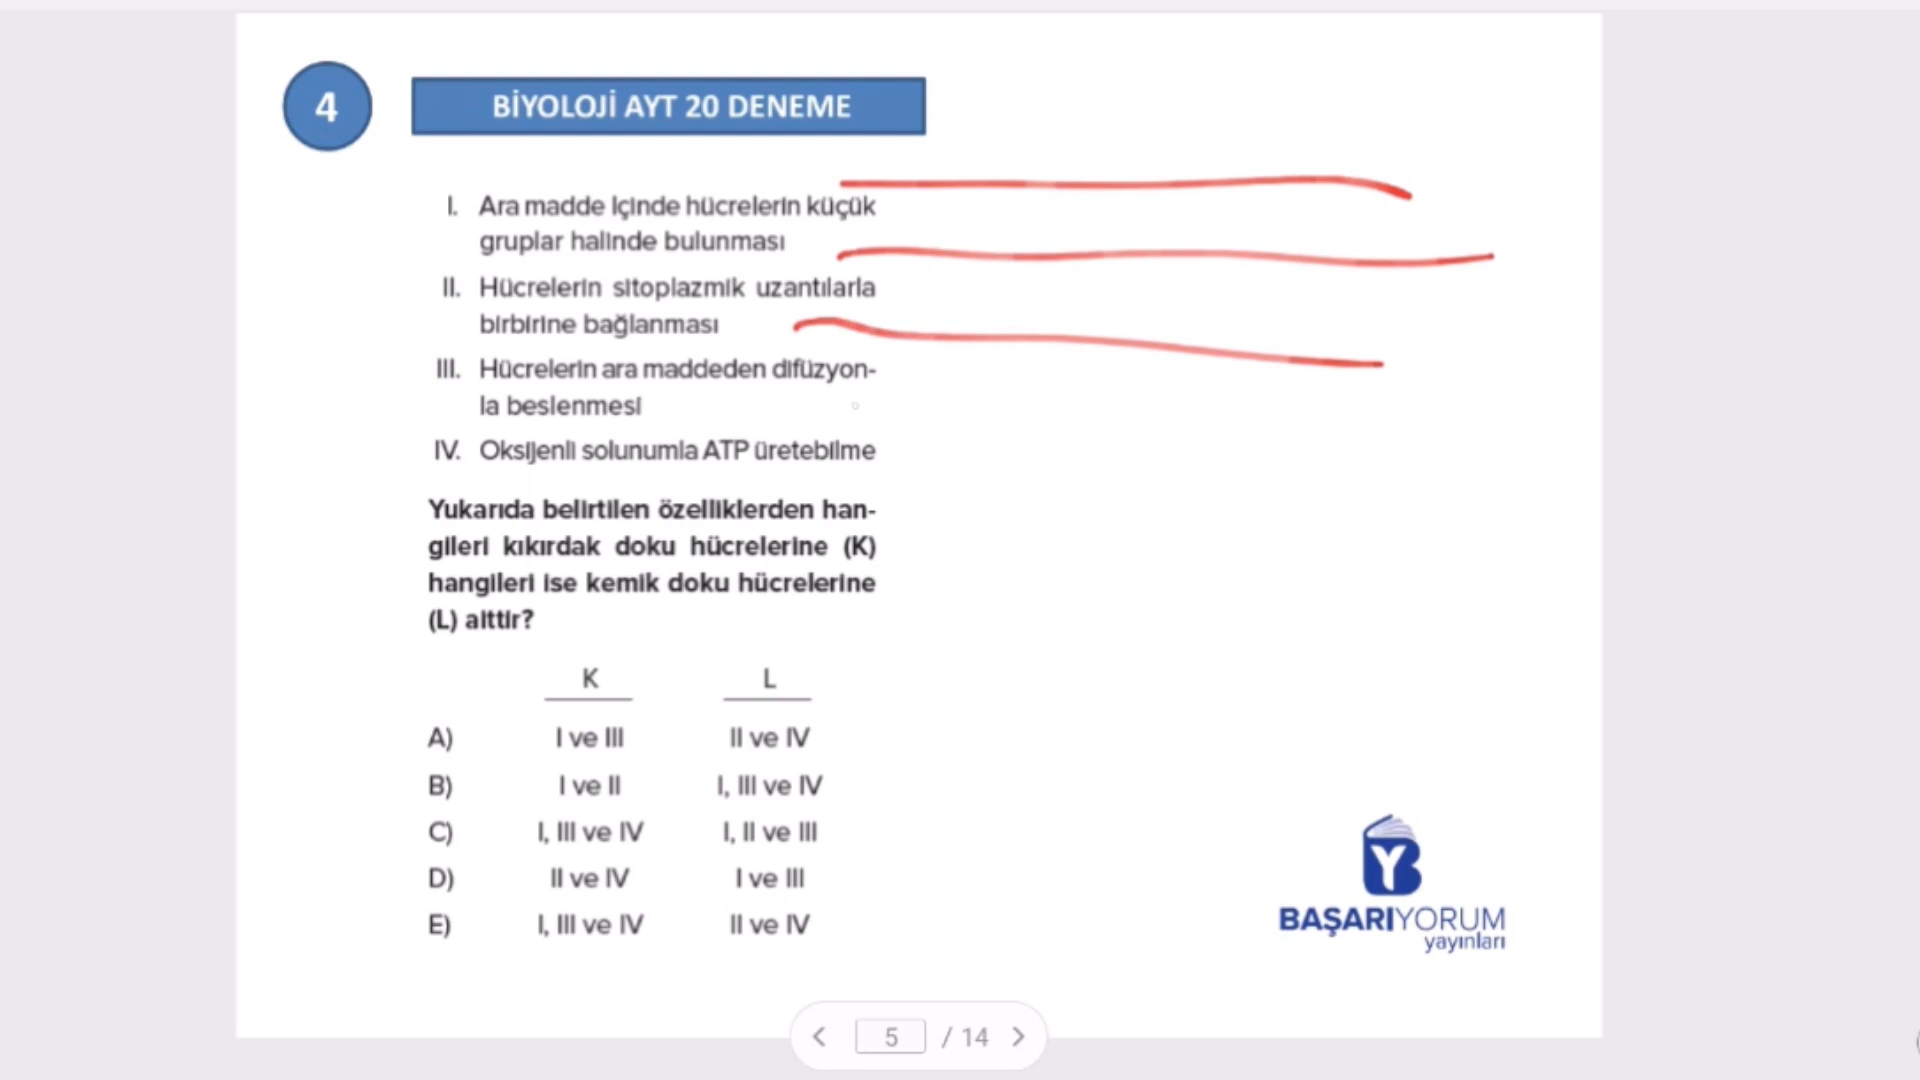 4
BİYOLOJİ AYT 20 DENEME
I. Ara madde içinde hücrelerin küçük
gruplar halinde bulunması
II. Hücrelerin sitoplazmik uzantılarla
birbirine bağlanması
III. Hücrelerin ara maddeden difüzyon-
la beslenmesi
IV. Oksijenli solunumla ATP üretebilme
Yukarıda belirtilen özelliklerden han-
gileri kıkırdak doku hücrelerine (K)
hangileri ise kemik doku hücrelerine
(L) aittir?
K L
A) I ve III II ve IV
B) I ve II I, III ve IV
C) I, III ve IV I, II ve III
D) II ve IV I ve III
E) I, III ve IV II ve IV
BY
BAŞARIYORUM
yayınları
5 / 14